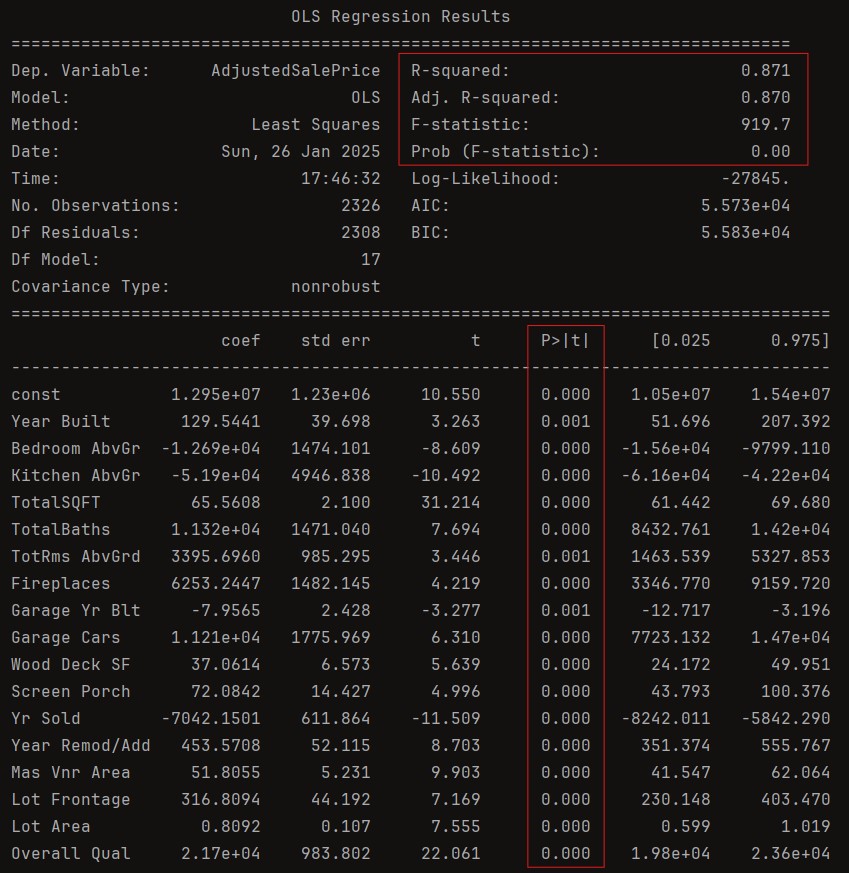 OLS Regression Results
==============================================================================
Dep. Variable:      AdjustedSalePrice   R-squared:                       0.871
Model:                            OLS   Adj. R-squared:                  0.870
Method:                 Least Squares   F-statistic:                     919.7
Date:                Sun, 26 Jan 2025   Prob (F-statistic):               0.00
Time:                        17:46:32   Log-Likelihood:                -27845.
No. Observations:                2326   AIC:                         5.573e+04
Df Residuals:                    2308   BIC:                         5.583e+04
Df Model:                          17
Covariance Type:            nonrobust
==================================================================================
                     coef    std err          t      P>|t|      [0.025      0.975]
----------------------------------------------------------------------------------
const           1.295e+07   1.23e+06     10.550      0.000    1.05e+07    1.54e+07
Year Built       129.5441     39.698      3.263      0.001      51.696     207.392
Bedroom AbvGr  -1.269e+04   1474.101     -8.609      0.000   -1.56e+04   -9799.110
Kitchen AbvGr   -5.19e+04   4946.838    -10.492      0.000   -6.16e+04   -4.22e+04
TotalSQFT         65.5608      2.100     31.214      0.000      61.442      69.680
TotalBaths      1.132e+04   1471.040      7.694      0.000    8432.761    1.42e+04
TotRms AbvGrd   3395.6960    985.295      3.446      0.001    1463.539    5327.853
Fireplaces      6253.2447   1482.145      4.219      0.000    3346.770    9159.720
Garage Yr Blt     -7.9565      2.428     -3.277      0.001     -12.717      -3.196
Garage Cars     1.121e+04   1775.969      6.310      0.000    7723.132    1.47e+04
Wood Deck SF      37.0614      6.573      5.639      0.000      24.172      49.951
Screen Porch      72.0842     14.427      4.996      0.000      43.793     100.376
Yr Sold        -7042.1501    611.864    -11.509      0.000   -8242.011   -5842.290
Year Remod/Add   453.5708     52.115      8.703      0.000     351.374     555.767
Mas Vnr Area      51.8055      5.231      9.903      0.000      41.547      62.064
Lot Frontage     316.8094     44.192      7.169      0.000     230.148     403.470
Lot Area           0.8092      0.107      7.555      0.000       0.599       1.019
Overall Qual     2.17e+04    983.802     22.061      0.000    1.98e+04    2.36e+04